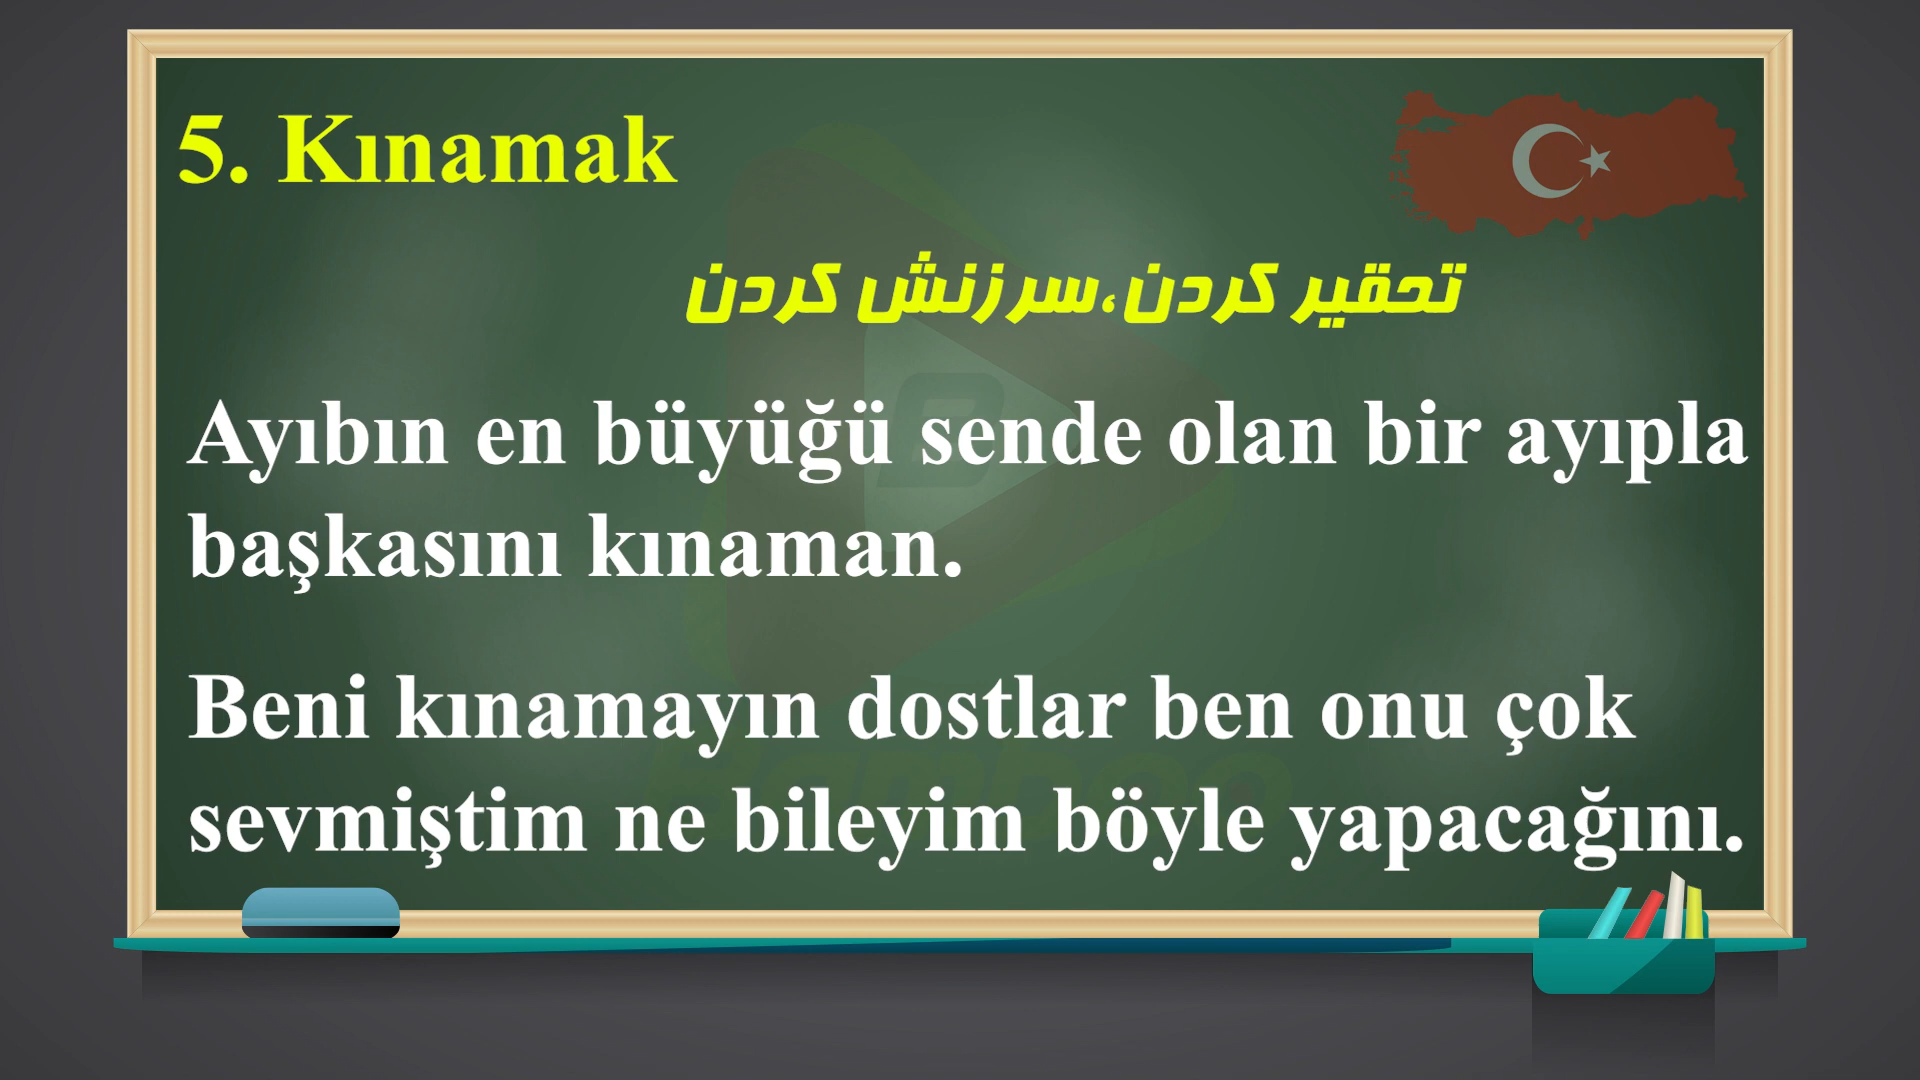 5. Kınamak
تحقیر کردن،سرزنش کردن
Ayıbın en büyüğü sende olan bir ayıpla
başkasını kınaman.
Beni kınamayın dostlar ben onu çok
sevmiştim ne bileyim böyle yapacağını.